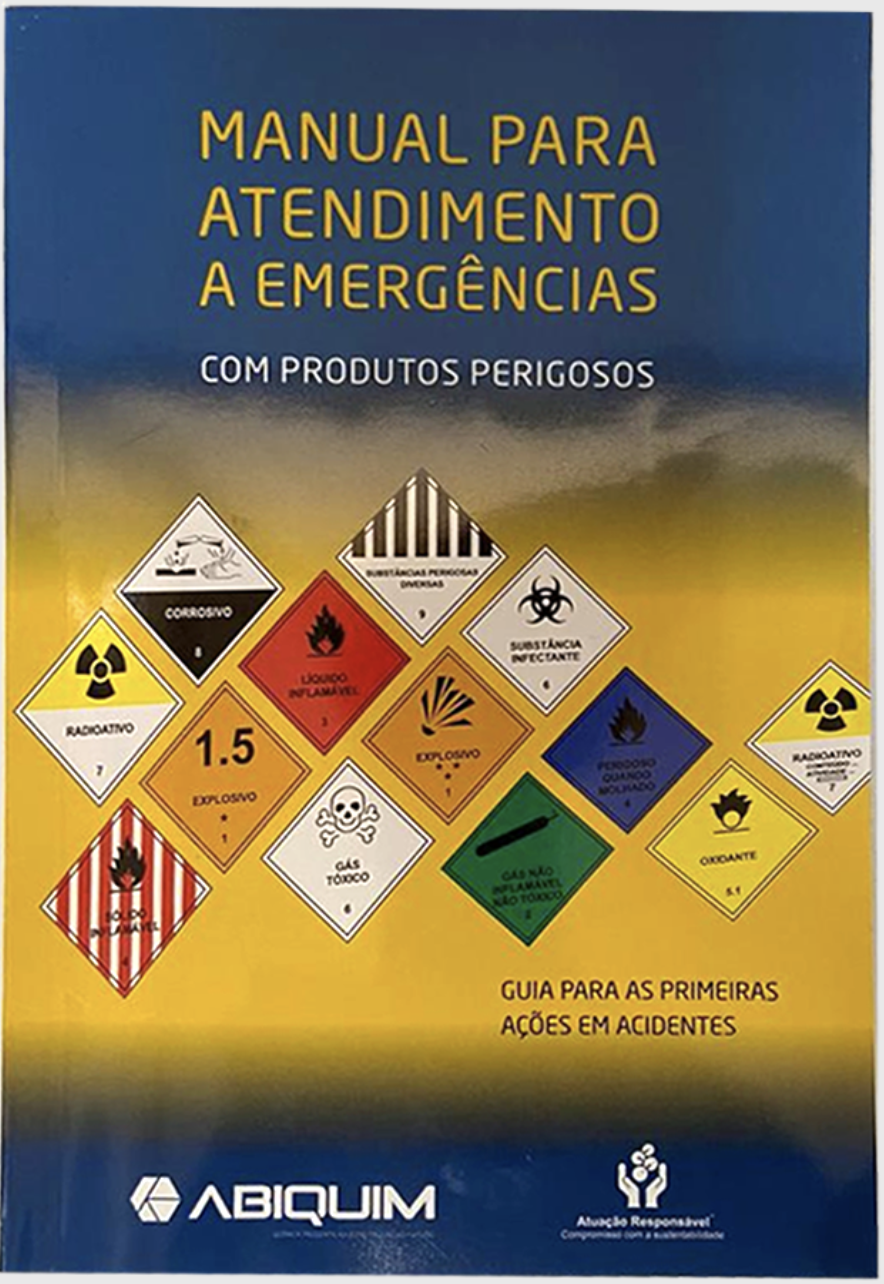 MANUAL PARA
ATENDIMENTO
A EMERGÊNCIAS
COM PRODUTOS PERIGOSOS
SUBSTÂNCIAS PERIGOSAS
DIVERSAS
9
CORROSIVO
8
SUBSTÂNCIA
INFECTANTE
6
LÍQUIDO
INFLAMÁVEL
3
RADIOATIVO
7
1.5
EXPLOSIVO
*
1
EXPLOSIVO
* *
*
1
PERIGOSO
QUANDO
MOLHADO
4
RADIOATIVO
CONTEÚDO...
ATIVIDADE...
7
SÓLIDO
INFLAMÁVEL
4
GÁS
TÓXICO
6
GÁS NÃO
INFLAMÁVEL
NÃO TÓXICO
2
OXIDANTE
5.1
GUIA PARA AS PRIMEIRAS
AÇÕES EM ACIDENTES
ABIQUIM
Atuação Responsável
Compromisso com a sustentabilidade